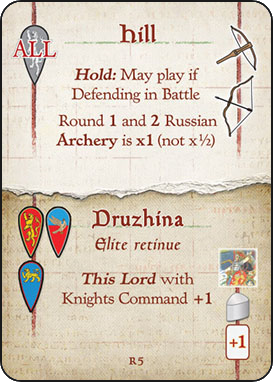 ALL
hill
Hold: May play if
Defending in Battle
Round 1 and 2 Russian
Archery is x1 (not x½)
Druzhina
Elite retinue
This Lord with
Knights Command +1
+1
R5